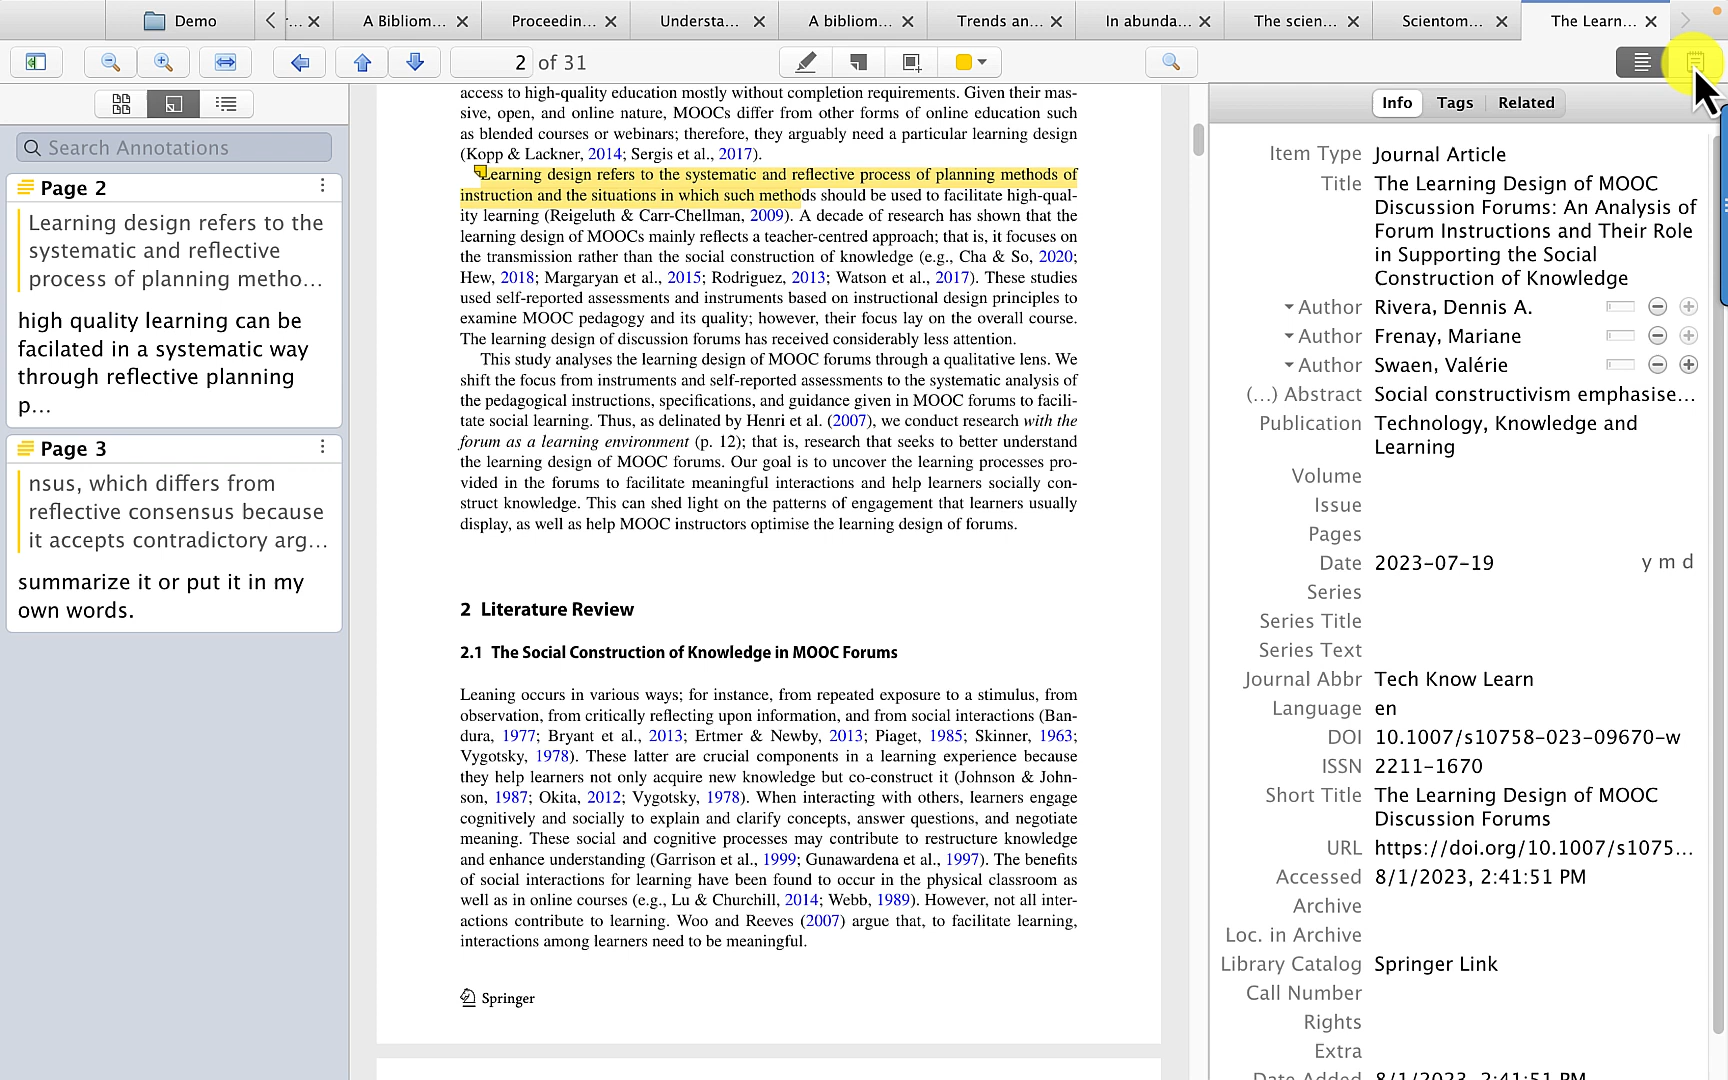 Demo
...
A Bibliom...
Proceedin...
Understa...
A bibliom...
Trends an...
In abunda...
The scien...
Scientom...
The Learn...
2 of 31
Search Annotations
Page 2
Learning design refers to the
systematic and reflective
process of planning metho...
high quality learning can be
facilated in a systematic way
through reflective planning
p...
Page 3
nsus, which differs from
reflective consensus because
it accepts contradictory arg...
summarize it or put it in my
own words.
access to high-quality education mostly without completion requirements. Given their mas-
sive, open, and online nature, MOOCs differ from other forms of online education such
as blended courses or webinars; therefore, they arguably need a particular learning design
(Kopp & Lackner, 2014; Sergis et al., 2017).
Learning design refers to the systematic and reflective process of planning methods of
instruction and the situations in which such methods should be used to facilitate high-qual-
ity learning (Reigeluth & Carr-Chellman, 2009). A decade of research has shown that the
learning design of MOOCs mainly reflects a teacher-centred approach; that is, it focuses on
the transmission rather than the social construction of knowledge (e.g., Cha & So, 2020;
Hew, 2018; Margaryan et al., 2015; Rodriguez, 2013; Watson et al., 2017). These studies
used self-reported assessments and instruments based on instructional design principles to
examine MOOC pedagogy and its quality; however, their focus lay on the overall course.
The learning design of discussion forums has received considerably less attention.
This study analyses the learning design of MOOC forums through a qualitative lens. We
shift the focus from instruments and self-reported assessments to the systematic analysis of
the pedagogical instructions, specifications, and guidance given in MOOC forums to facili-
tate social learning. Thus, as delinated by Henri et al. (2007), we conduct research with the
forum as a learning environment (p. 12); that is, research that seeks to better understand
the learning design of MOOC forums. Our goal is to uncover the learning processes pro-
vided in the forums to facilitate meaningful interactions and help learners socially con-
struct knowledge. This can shed light on the patterns of engagement that learners usually
display, as well as help MOOC instructors optimise the learning design of forums.
2 Literature Review
2.1 The Social Construction of Knowledge in MOOC Forums
Leaning occurs in various ways; for instance, from repeated exposure to a stimulus, from
observation, from critically reflecting upon information, and from social interactions (Ban-
dura, 1977; Bryant et al., 2013; Ertmer & Newby, 2013; Piaget, 1985; Skinner, 1963;
Vygotsky, 1978). These latter are crucial components in a learning experience because
they help learners not only acquire new knowledge but co-construct it (Johnson & John-
son, 1987; Okita, 2012; Vygotsky, 1978). When interacting with others, learners engage
cognitively and socially to explain and clarify concepts, answer questions, and negotiate
meaning. These social and cognitive processes may contribute to restructure knowledge
and enhance understanding (Garrison et al., 1999; Gunawardena et al., 1997). The benefits
of social interactions for learning have been found to occur in the physical classroom as
well as in online courses (e.g., Lu & Churchill, 2014; Webb, 1989). However, not all inter-
actions contribute to learning. Woo and Reeves (2007) argue that, to facilitate learning,
interactions among learners need to be meaningful.
Springer
Info
Tags
Related
Item Type Journal Article
Title The Learning Design of MOOC
Discussion Forums: An Analysis of
Forum Instructions and Their Role
in Supporting the Social
Construction of Knowledge
Author Rivera, Dennis A.
Author Frenay, Mariane
Author Swaen, Valérie
(...) Abstract Social constructivism emphasise...
Publication Technology, Knowledge and
Learning
Volume
Issue
Pages
Date 2023-07-19 y m d
Series
Series Title
Series Text
Journal Abbr Tech Know Learn
Language en
DOI 10.1007/s10758-023-09670-w
ISSN 2211-1670
Short Title The Learning Design of MOOC
Discussion Forums
URL https://doi.org/10.1007/s1075...
Accessed 8/1/2023, 2:41:51 PM
Archive
Loc. in Archive
Library Catalog Springer Link
Call Number
Rights
Extra
Date Added 8/1/2023, 2:41:51 PM